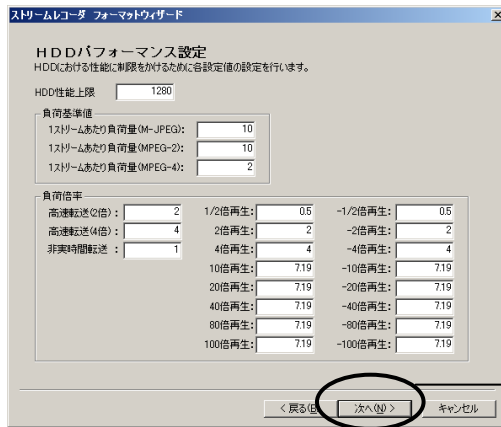 ストリームレコーダ フォーマットウィザード
HDDパフォーマンス設定
HDDにおける性能に制限をかけるために各設定値の設定を行います。
HDD性能上限 1280
負荷基準値
1ストリームあたり負荷量(M-JPEG): 10
1ストリームあたり負荷量(MPEG-2): 10
1ストリームあたり負荷量(MPEG-4): 2
負荷倍率
高速転送(2倍): 2 1/2倍再生: 0.5 -1/2倍再生: 0.5
高速転送(4倍): 4 2倍再生: 2 -2倍再生: 2
非実時間転送 : 1 4倍再生: 4 -4倍再生: 4
10倍再生: 7.19 -10倍再生: 7.19
20倍再生: 7.19 -20倍再生: 7.19
40倍再生: 7.19 -40倍再生: 7.19
80倍再生: 7.19 -80倍再生: 7.19
100倍再生: 7.19 -100倍再生: 7.19
< 戻る(B 次へ(N) > キャンセル